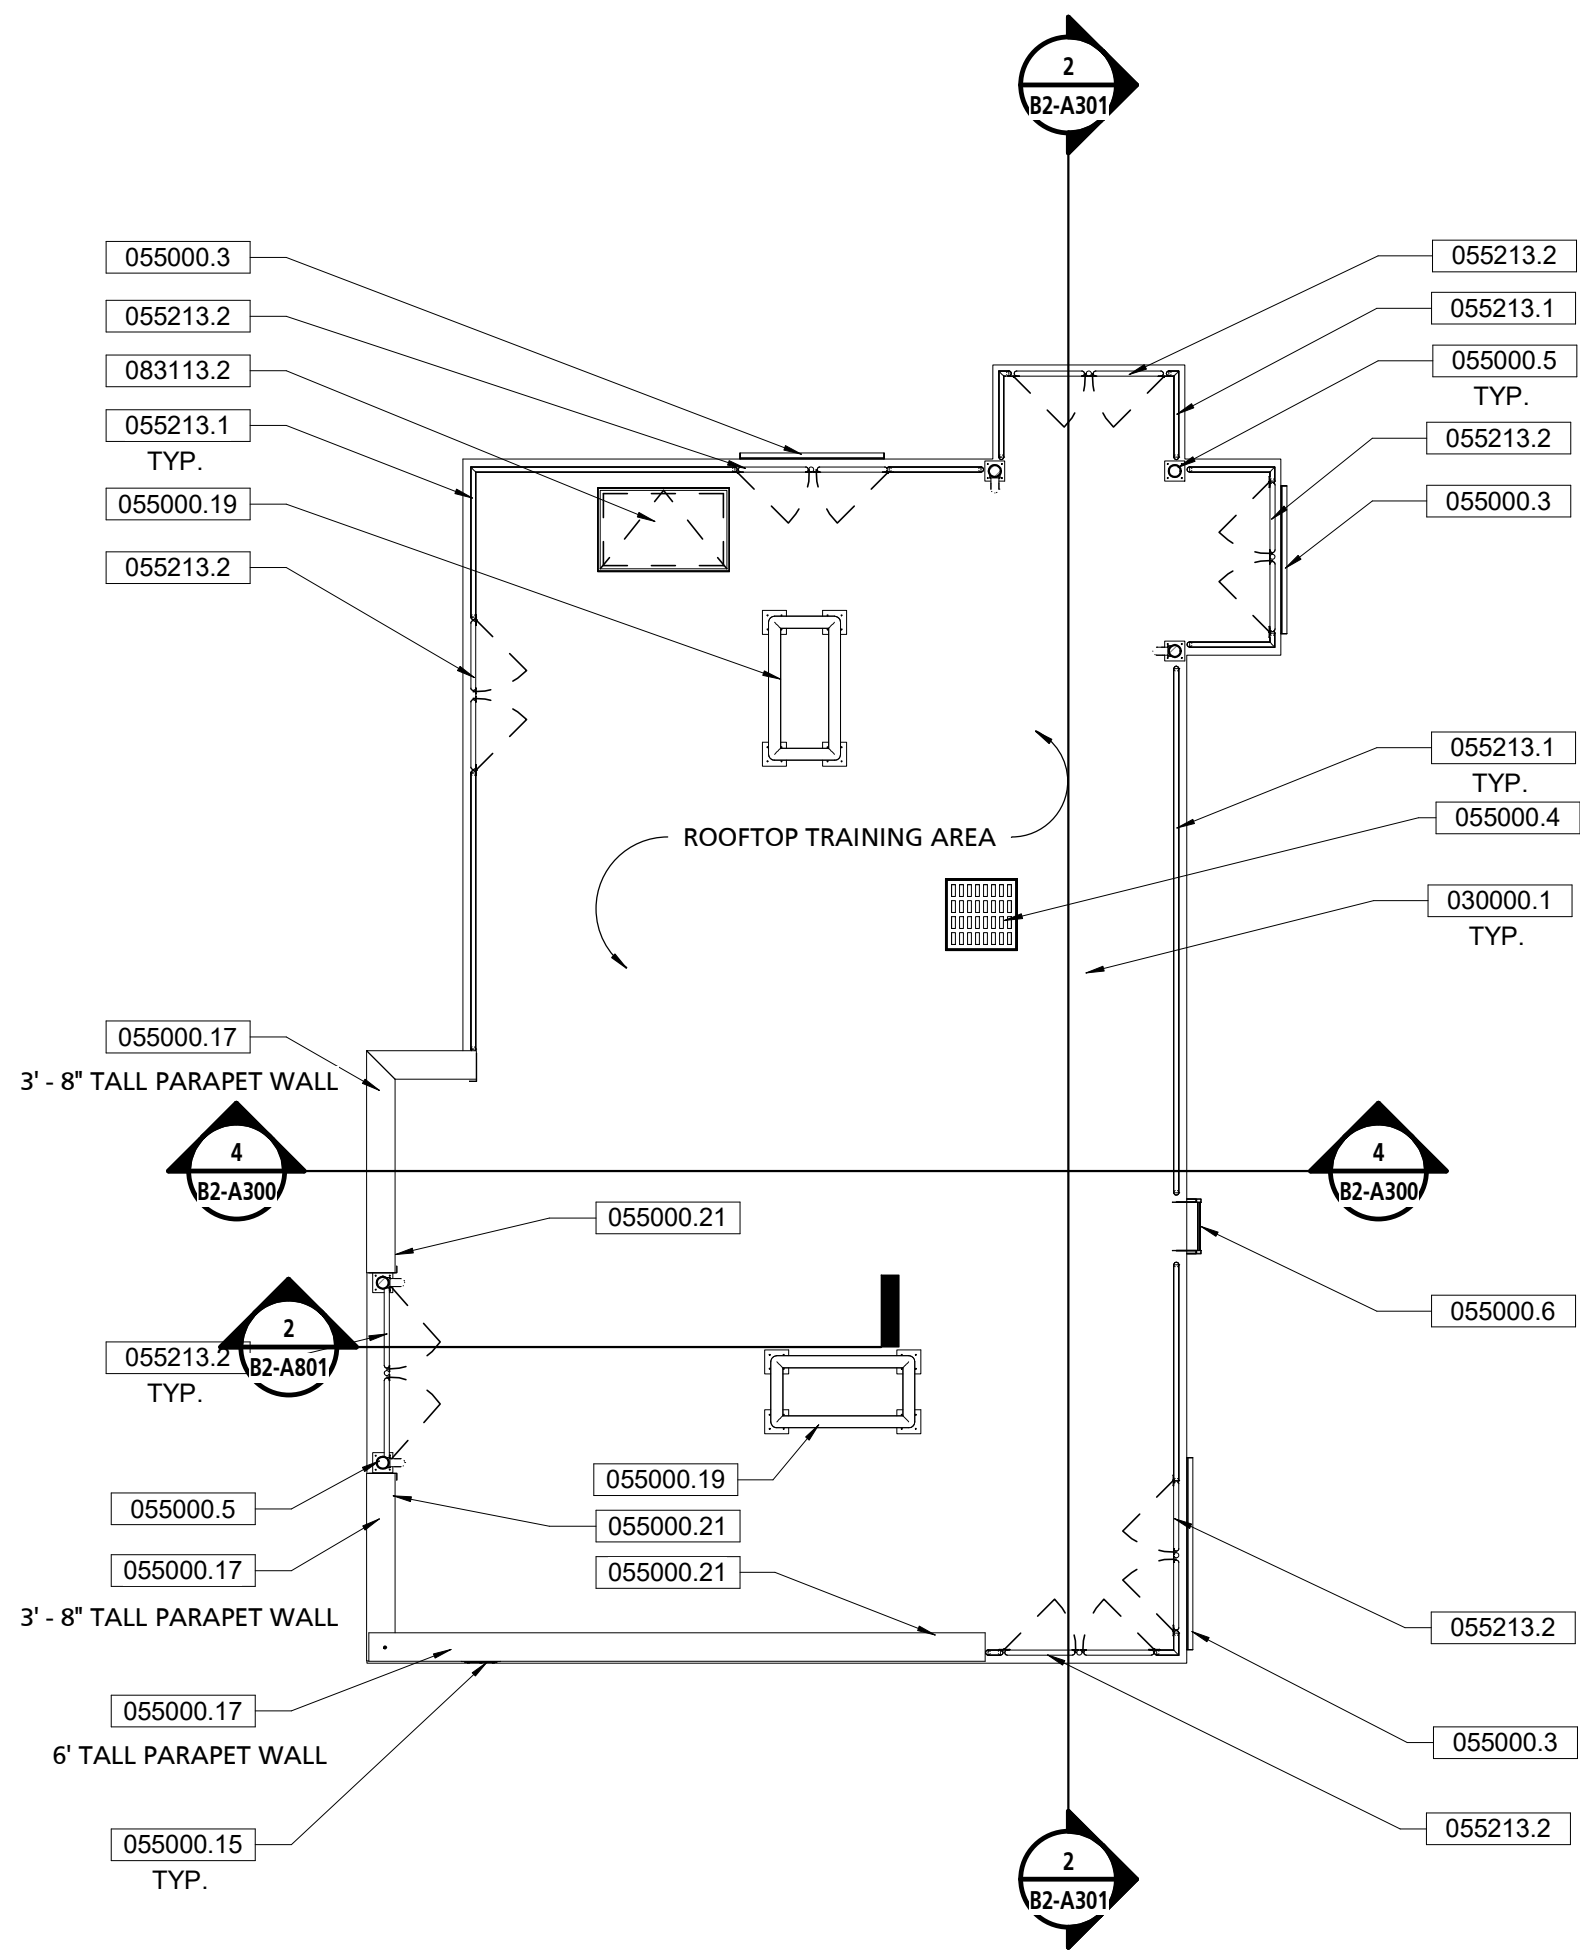 2
B2-A301
055000.3
055213.2
083113.2
055213.1
TYP.
055000.19
055213.2
055213.2
055213.1
055000.5
TYP.
055213.2
055000.3
055213.1
TYP.
055000.4
ROOFTOP TRAINING AREA
030000.1
TYP.
055000.17
3' - 8" TALL PARAPET WALL
4
B2-A300
4
B2-A300
055000.21
055000.6
2
B2-A801
055213.2
TYP.
055000.19
055000.5
055000.21
055000.17
055000.21
3' - 8" TALL PARAPET WALL
055213.2
055000.17
6' TALL PARAPET WALL
055000.3
055000.15
TYP.
055213.2
2
B2-A301